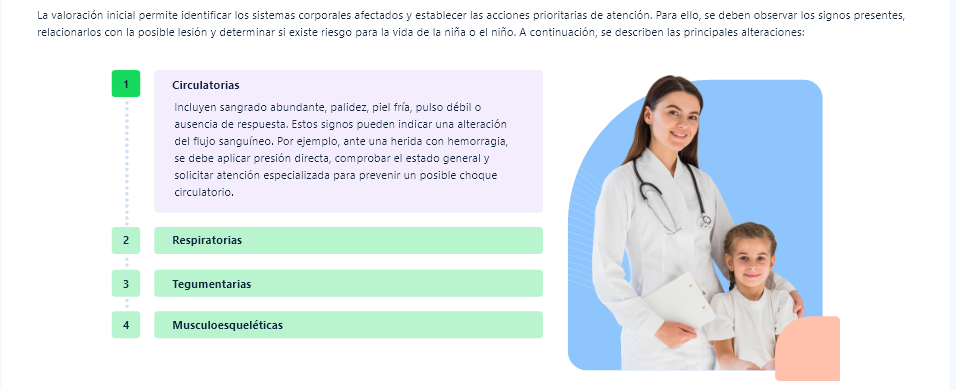 La valoración inicial permite identificar los sistemas corporales afectados y establecer las acciones prioritarias de atención. Para ello, se deben observar los signos presentes,
relacionarlos con la posible lesión y determinar si existe riesgo para la vida de la niña o el niño. A continuación, se describen las principales alteraciones:
1
Circulatorias
Incluyen sangrado abundante, palidez, piel fría, pulso débil o
ausencia de respuesta. Estos signos pueden indicar una alteración
del flujo sanguíneo. Por ejemplo, ante una herida con hemorragia,
se debe aplicar presión directa, comprobar el estado general y
solicitar atención especializada para prevenir un posible choque
circulatorio.
2
Respiratorias
3
Tegumentarias
4
Musculoesqueléticas